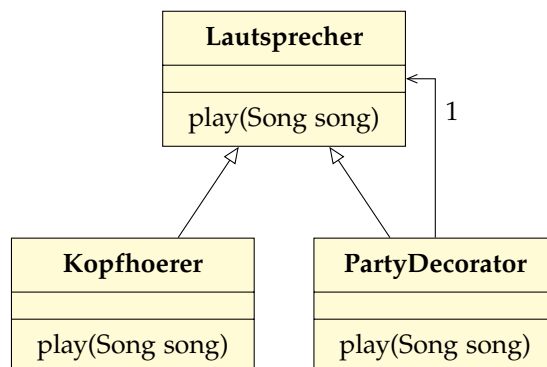 Lautsprecher
play(Song song)
1
Kopfhoerer
play(Song song)
PartyDecorator
play(Song song)